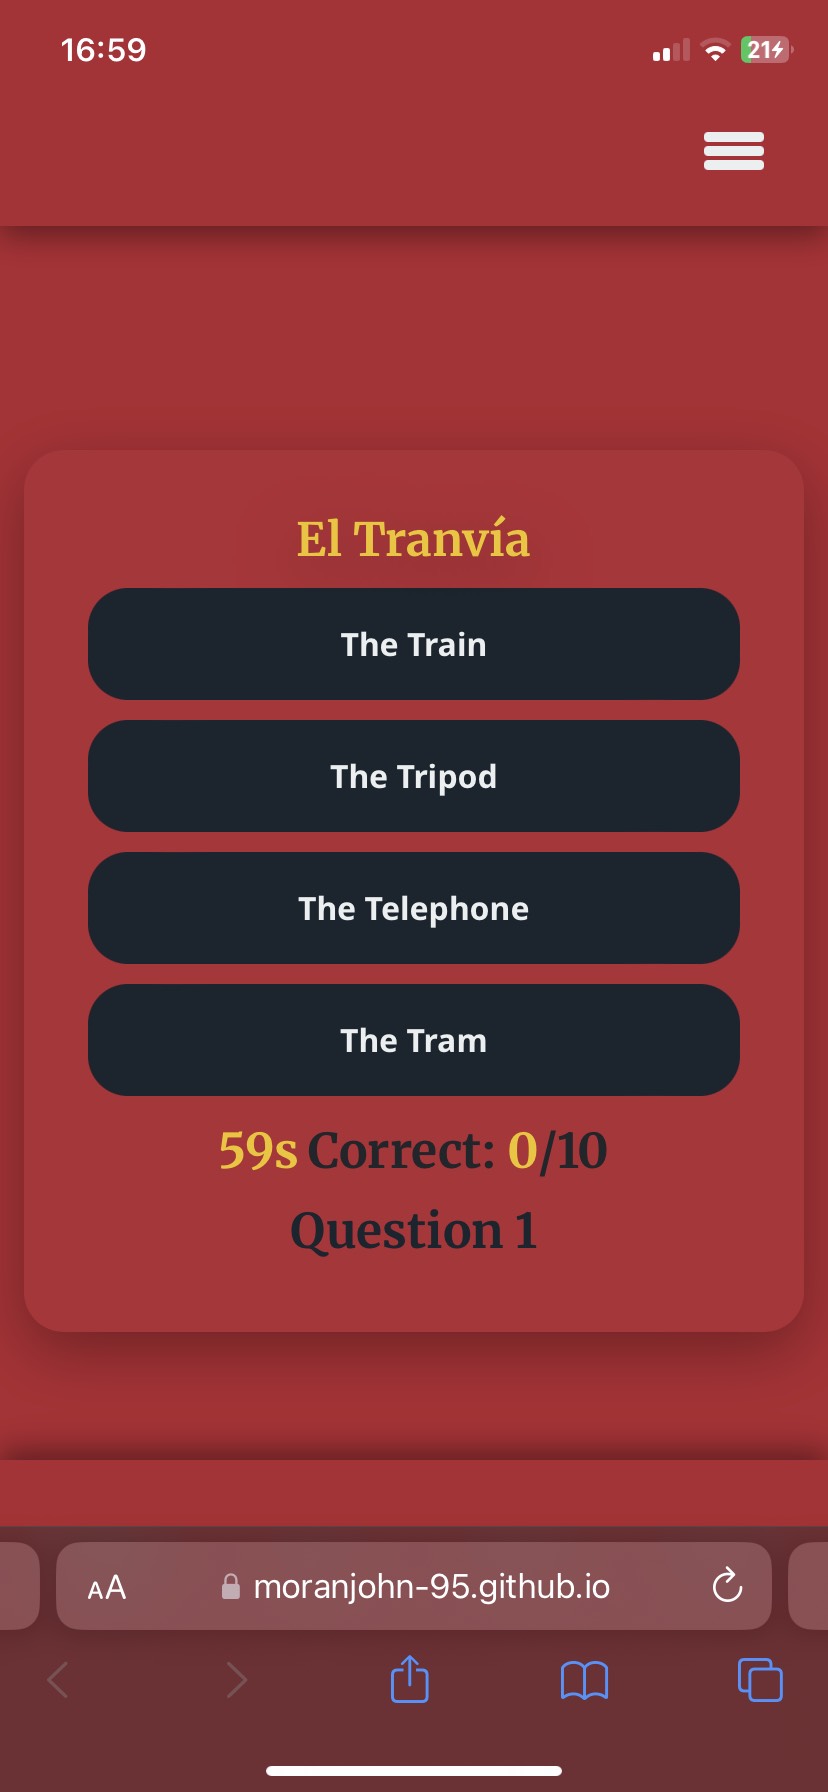 16:59
21
El Tranvía
The Train
The Tripod
The Telephone
The Tram
59s Correct: 0/10
Question 1
AA moranjohn-95.github.io